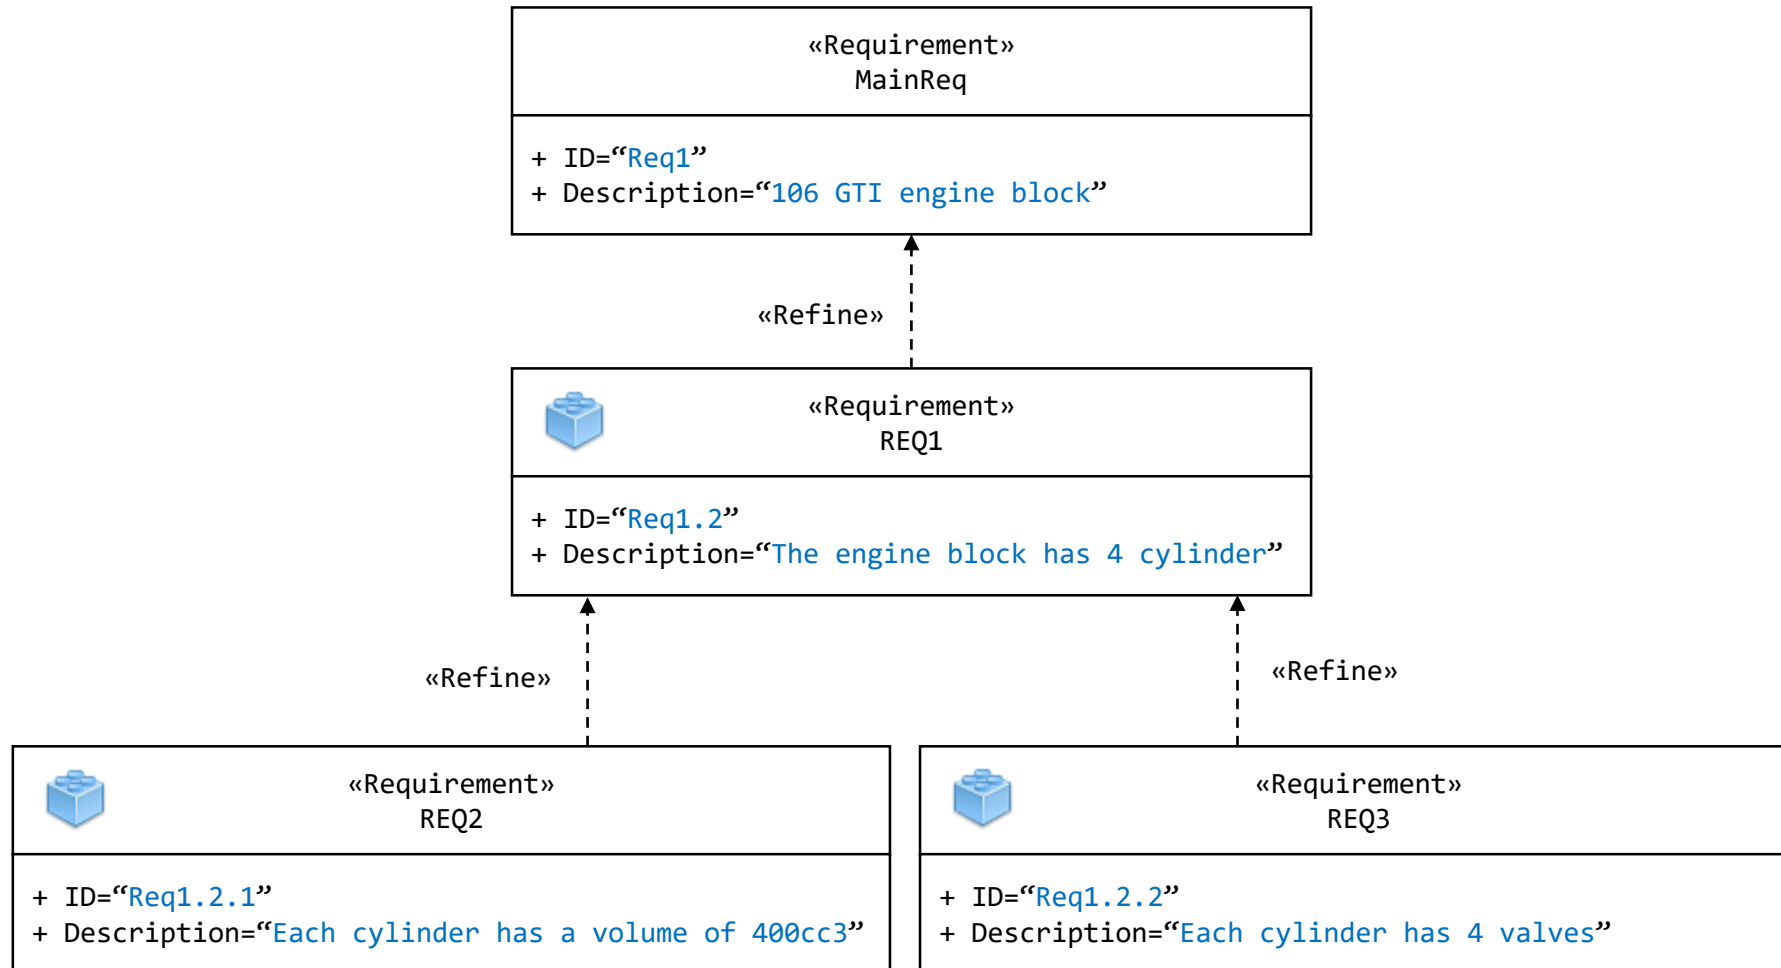 «Requirement»
MainReq
+ ID=“Req1”
+ Description=“106 GTI engine block”
«Refine»
«Requirement»
REQ1
+ ID=“Req1.2”
+ Description=“The engine block has 4 cylinder”
«Refine»
«Refine»
«Requirement»
REQ2
+ ID=“Req1.2.1”
+ Description=“Each cylinder has a volume of 400cc3”
«Requirement»
REQ3
+ ID=“Req1.2.2”
+ Description=“Each cylinder has 4 valves”